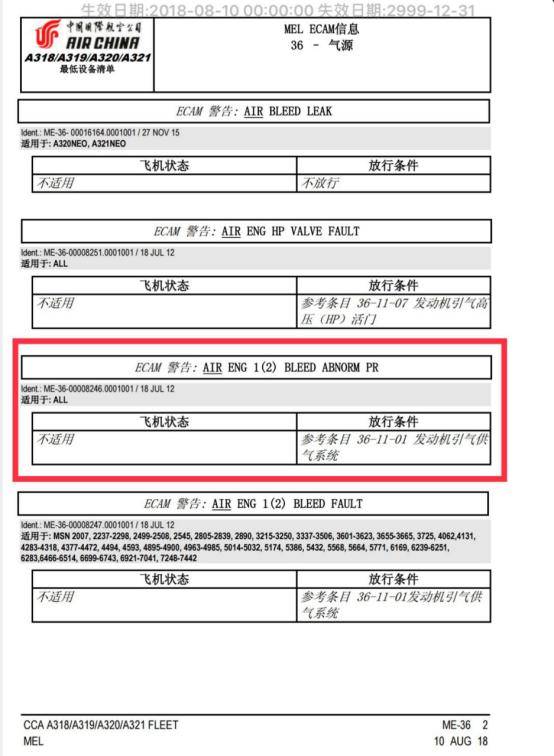 生效日期:2018-08-10 00:00:00 失效日期:2999-12-31
中国国际航空公司
AIR CHINA
A318/A319/A320/A321
最低设备清单
MEL ECAM信息
36 - 气源
ECAM 警告: AIR BLEED LEAK
Ident.: ME-36- 00016164.0001001 / 27 NOV 15
适用于: A320NEO, A321NEO
飞机状态 放行条件
不适用 不放行
ECAM 警告: AIR ENG HP VALVE FAULT
Ident.: ME-36-00008251.0001001 / 18 JUL 12
适用于: ALL
飞机状态 放行条件
不适用 参考条目 36-11-07 发动机引气高
压（HP）活门
ECAM 警告: AIR ENG 1(2) BLEED ABNORM PR
Ident.: ME-36-00008246.0001001 / 18 JUL 12
适用于: ALL
飞机状态 放行条件
不适用 参考条目 36-11-01 发动机引气供
气系统
ECAM 警告: AIR ENG 1(2) BLEED FAULT
Ident.: ME-36-00008247.0001001 / 18 JUL 12
适用于: MSN 2007, 2237-2298, 2499-2508, 2545, 2805-2839, 2890, 3215-3250, 3337-3506, 3601-3623, 3655-3665, 3725, 4062,4131,
4283-4318, 4377-4472, 4494, 4593, 4895-4900, 4963-4985, 5014-5032, 5174, 5386, 5432, 5568, 5664, 5771, 6169, 6239-6251,
6283,6466-6514, 6699-6743, 6921-7041, 7248-7442
飞机状态 放行条件
不适用 参考条目 36-11-01发动机引气供
气系统
CCA A318/A319/A320/A321 FLEET ME-36 2
MEL 10 AUG 18